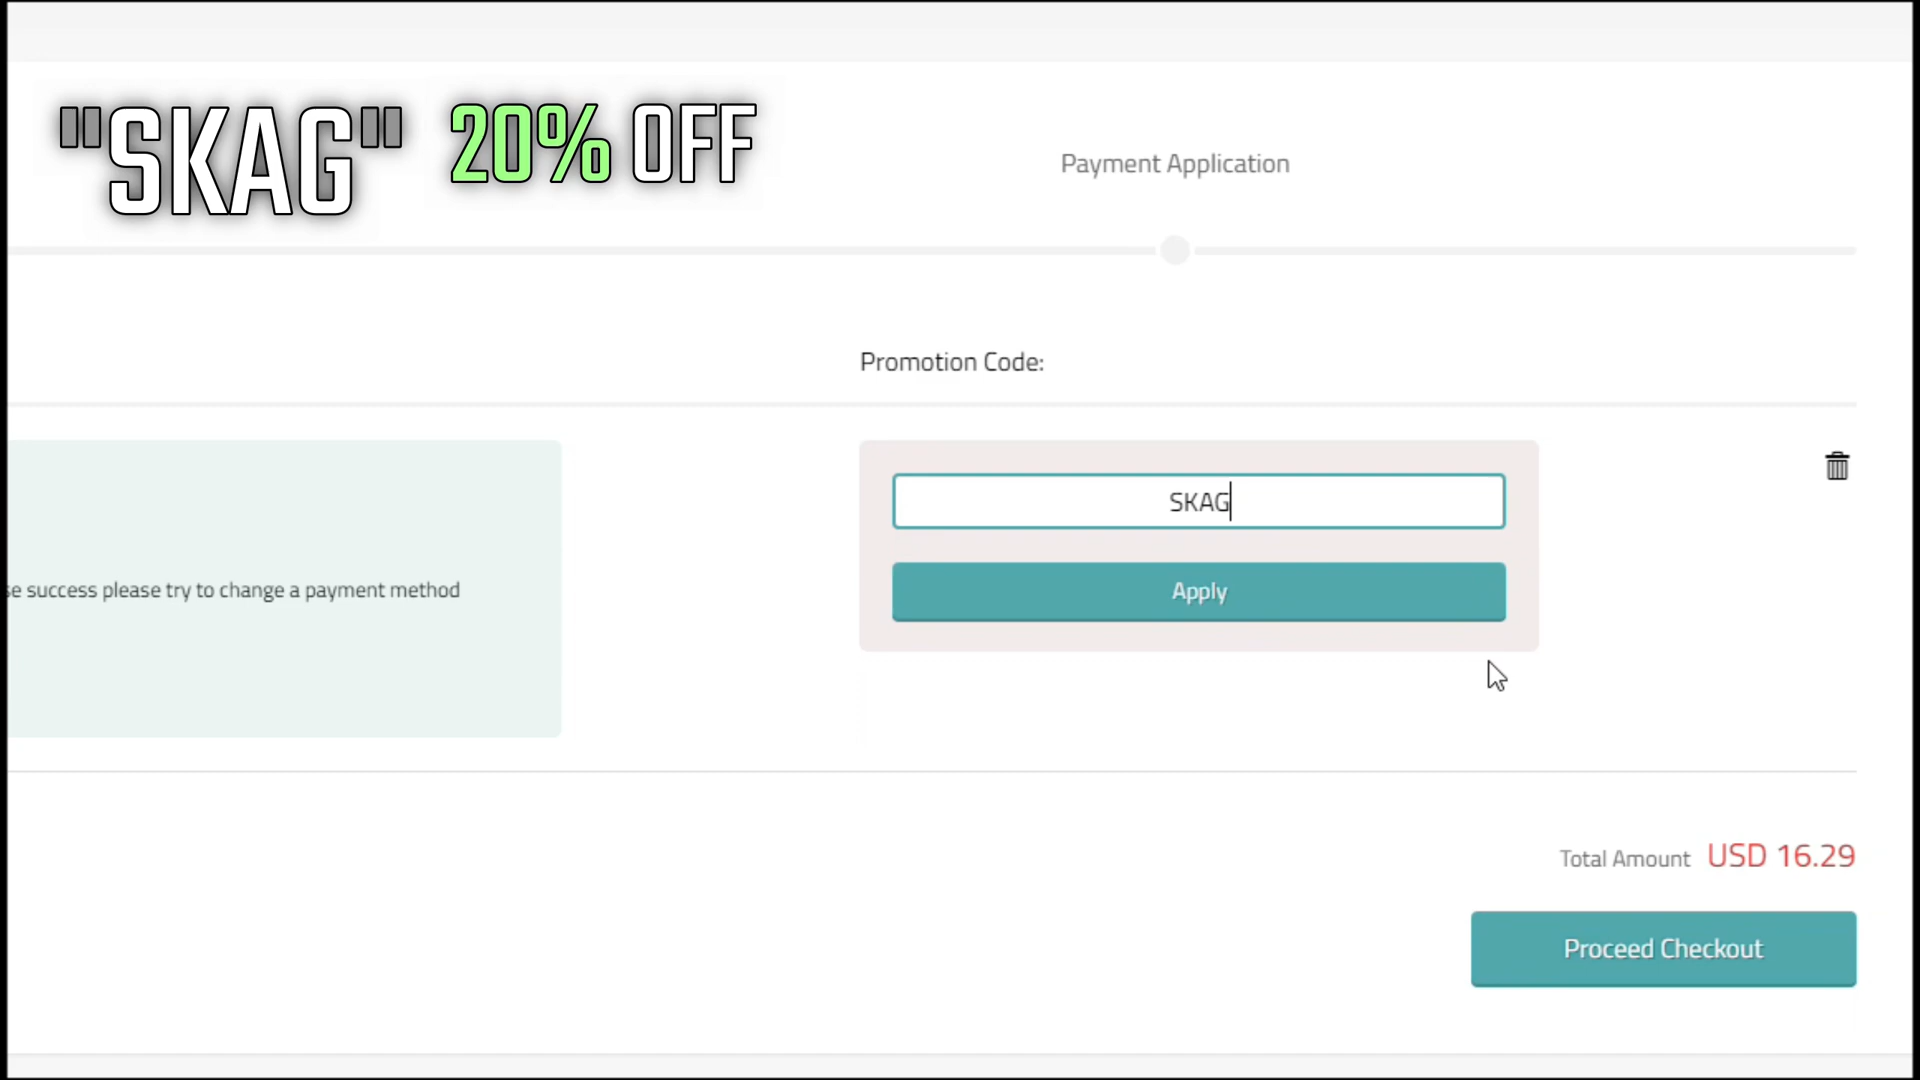 "SKAG" 20% OFF
Payment Application
Promotion Code:
SKAG
se success please try to change a payment method
Apply
Total Amount USD 16.29
Proceed Checkout